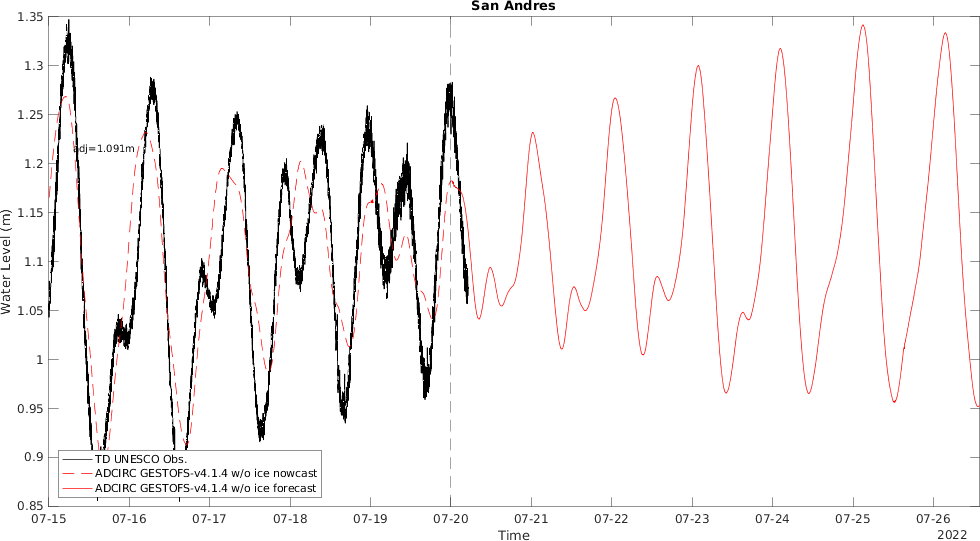 San Andres
Water Level (m)
1.35
1.3
1.25
1.2
1.15
1.1
1.05
1
0.95
0.9
0.85
adj=1.091m
TD UNESCO Obs.
ADCIRC GESTOFS-v4.1.4 w/o ice nowcast
ADCIRC GESTOFS-v4.1.4 w/o ice forecast
07-15 07-16 07-17 07-18 07-19 07-20 07-21 07-22 07-23 07-24 07-25 07-26
Time
2022